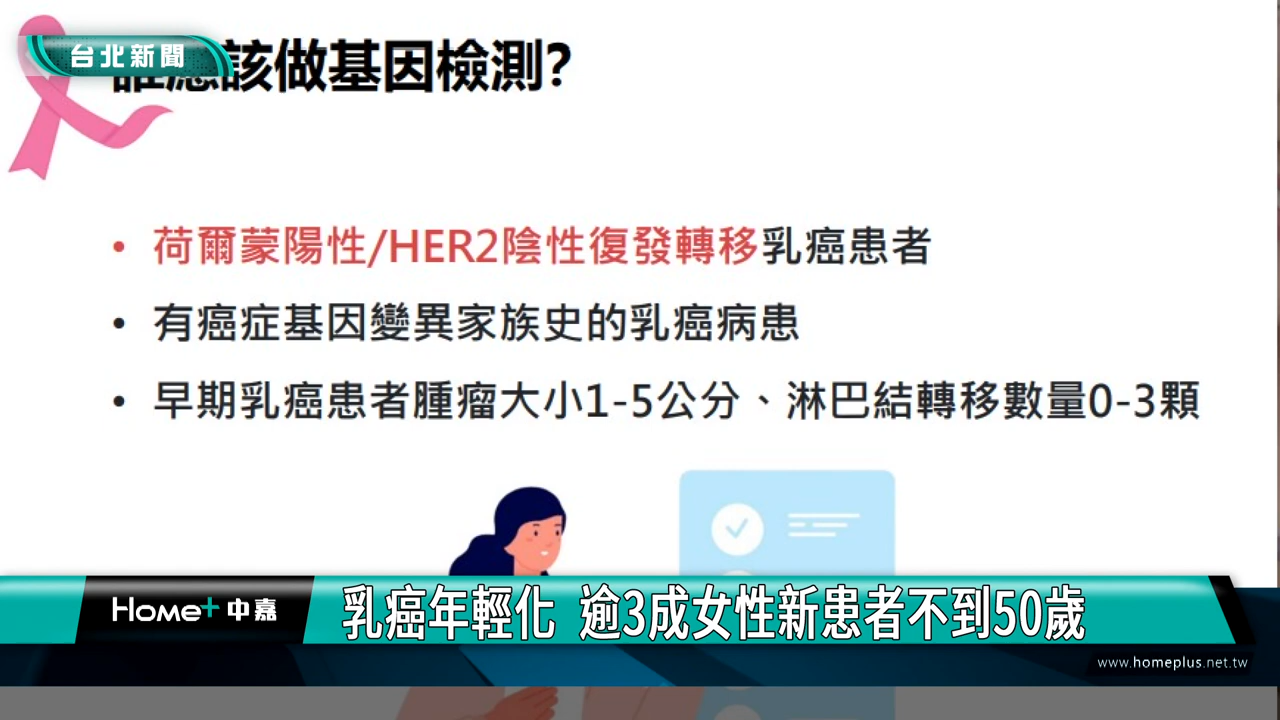 台北新聞
誰應該做基因檢測?
• 荷爾蒙陽性/HER2陰性復發轉移乳癌患者
• 有癌症基因變異家族史的乳癌病患
• 早期乳癌患者腫瘤大小1-5公分、淋巴結轉移數量0-3顆
Home+中嘉
乳癌年輕化 逾3成女性新患者不到50歲
www.homeplus.net.tw